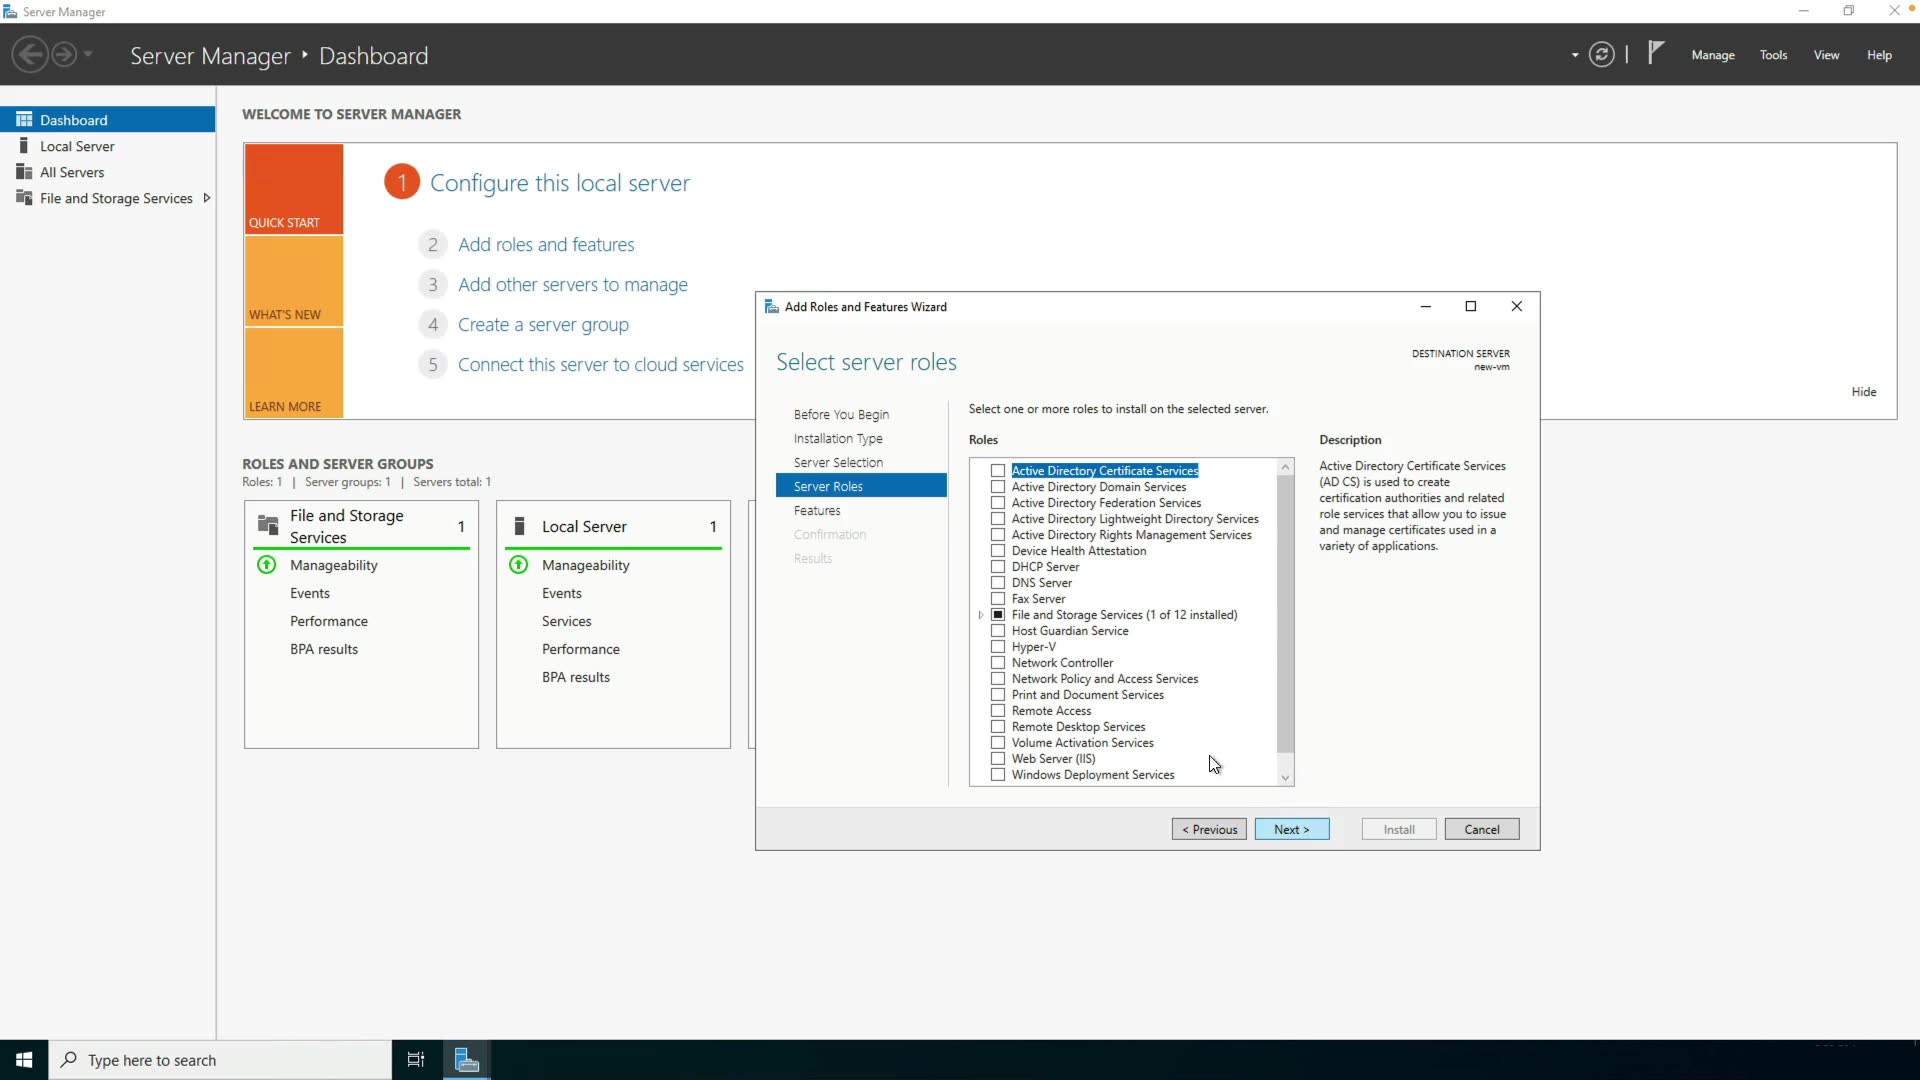 Server Manager
Server Manager ‣ Dashboard
Manage Tools View Help
Dashboard
Local Server
All Servers
File and Storage Services
WELCOME TO SERVER MANAGER
QUICK START
WHAT'S NEW
LEARN MORE
1 Configure this local server
2 Add roles and features
3 Add other servers to manage
4 Create a server group
5 Connect this server to cloud services
Hide
ROLES AND SERVER GROUPS
Roles: 1 | Server groups: 1 | Servers total: 1
File and Storage Services 1
Manageability
Events
Performance
BPA results
Local Server 1
Manageability
Events
Services
Performance
BPA results
Add Roles and Features Wizard
Select server roles
DESTINATION SERVER
new-vm
Before You Begin
Installation Type
Server Selection
Server Roles
Features
Confirmation
Results
Select one or more roles to install on the selected server.
Roles
Active Directory Certificate Services
Active Directory Domain Services
Active Directory Federation Services
Active Directory Lightweight Directory Services
Active Directory Rights Management Services
Device Health Attestation
DHCP Server
DNS Server
Fax Server
File and Storage Services (1 of 12 installed)
Host Guardian Service
Hyper-V
Network Controller
Network Policy and Access Services
Print and Document Services
Remote Access
Remote Desktop Services
Volume Activation Services
Web Server (IIS)
Windows Deployment Services
Description
Active Directory Certificate Services
(AD CS) is used to create
certification authorities and related
role services that allow you to issue
and manage certificates used in a
variety of applications.
< Previous Next > Install Cancel
Type here to search